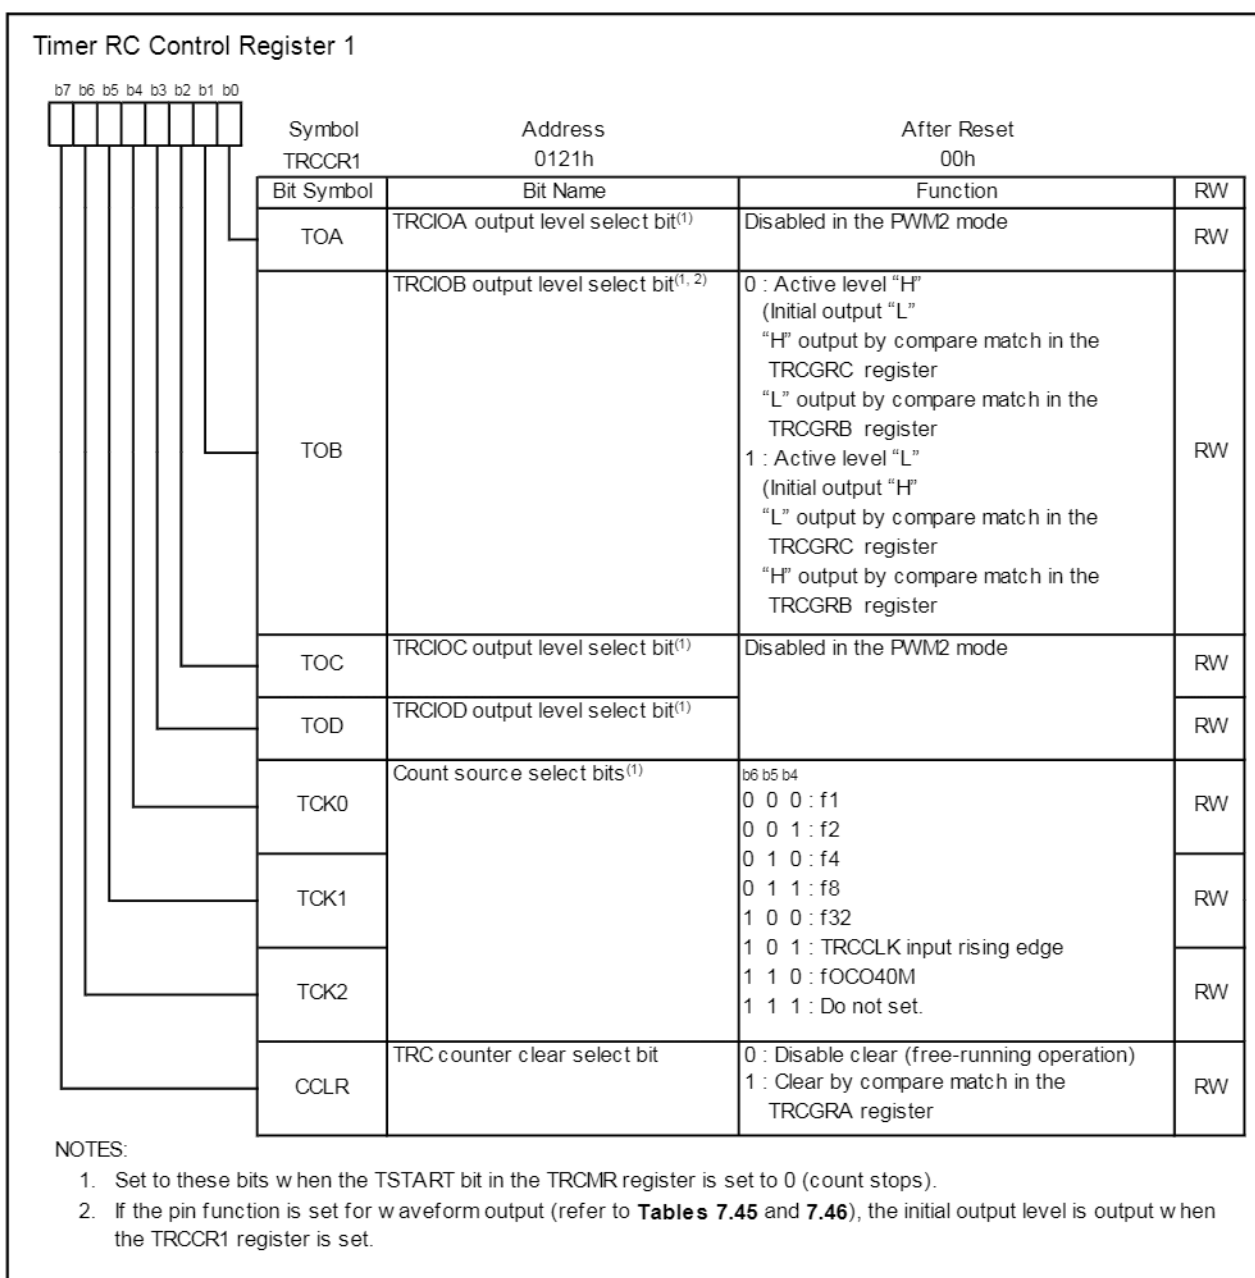 Timer RC Control Register 1
b7 b6 b5 b4 b3 b2 b1 b0
Symbol Address After Reset
TRCCR1 0121h 00h
Bit Symbol Bit Name Function RW
TOA TRCIOA output level select bit(1) Disabled in the PWM2 mode RW
TOB TRCIOB output level select bit(1, 2) 0 : Active level “H”
(Initial output “L”
“H” output by compare match in the
TRCGRC register
“L” output by compare match in the
TRCGRB register
1 : Active level “L” RW
(Initial output “H”
“L” output by compare match in the
TRCGRC register
“H” output by compare match in the
TRCGRB register
TOC TRCIOC output level select bit(1) Disabled in the PWM2 mode RW
TOD TRCIOD output level select bit(1) RW
Count source select bits(1) b6 b5 b4
TCK0 0 0 0 : f1 RW
0 0 1 : f2
0 1 0 : f4
TCK1 0 1 1 : f8 RW
1 0 0 : f32
1 0 1 : TRCCLK input rising edge
TCK2 1 1 0 : fOCO40M RW
1 1 1 : Do not set.
CCLR TRC counter clear select bit 0 : Disable clear (free-running operation) RW
1 : Clear by compare match in the
TRCGRA register
NOTES:
1. Set to these bits when the TSTART bit in the TRCMR register is set to 0 (count stops).
2. If the pin function is set for waveform output (refer to Tables 7.45 and 7.46), the initial output level is output when
the TRCCR1 register is set.